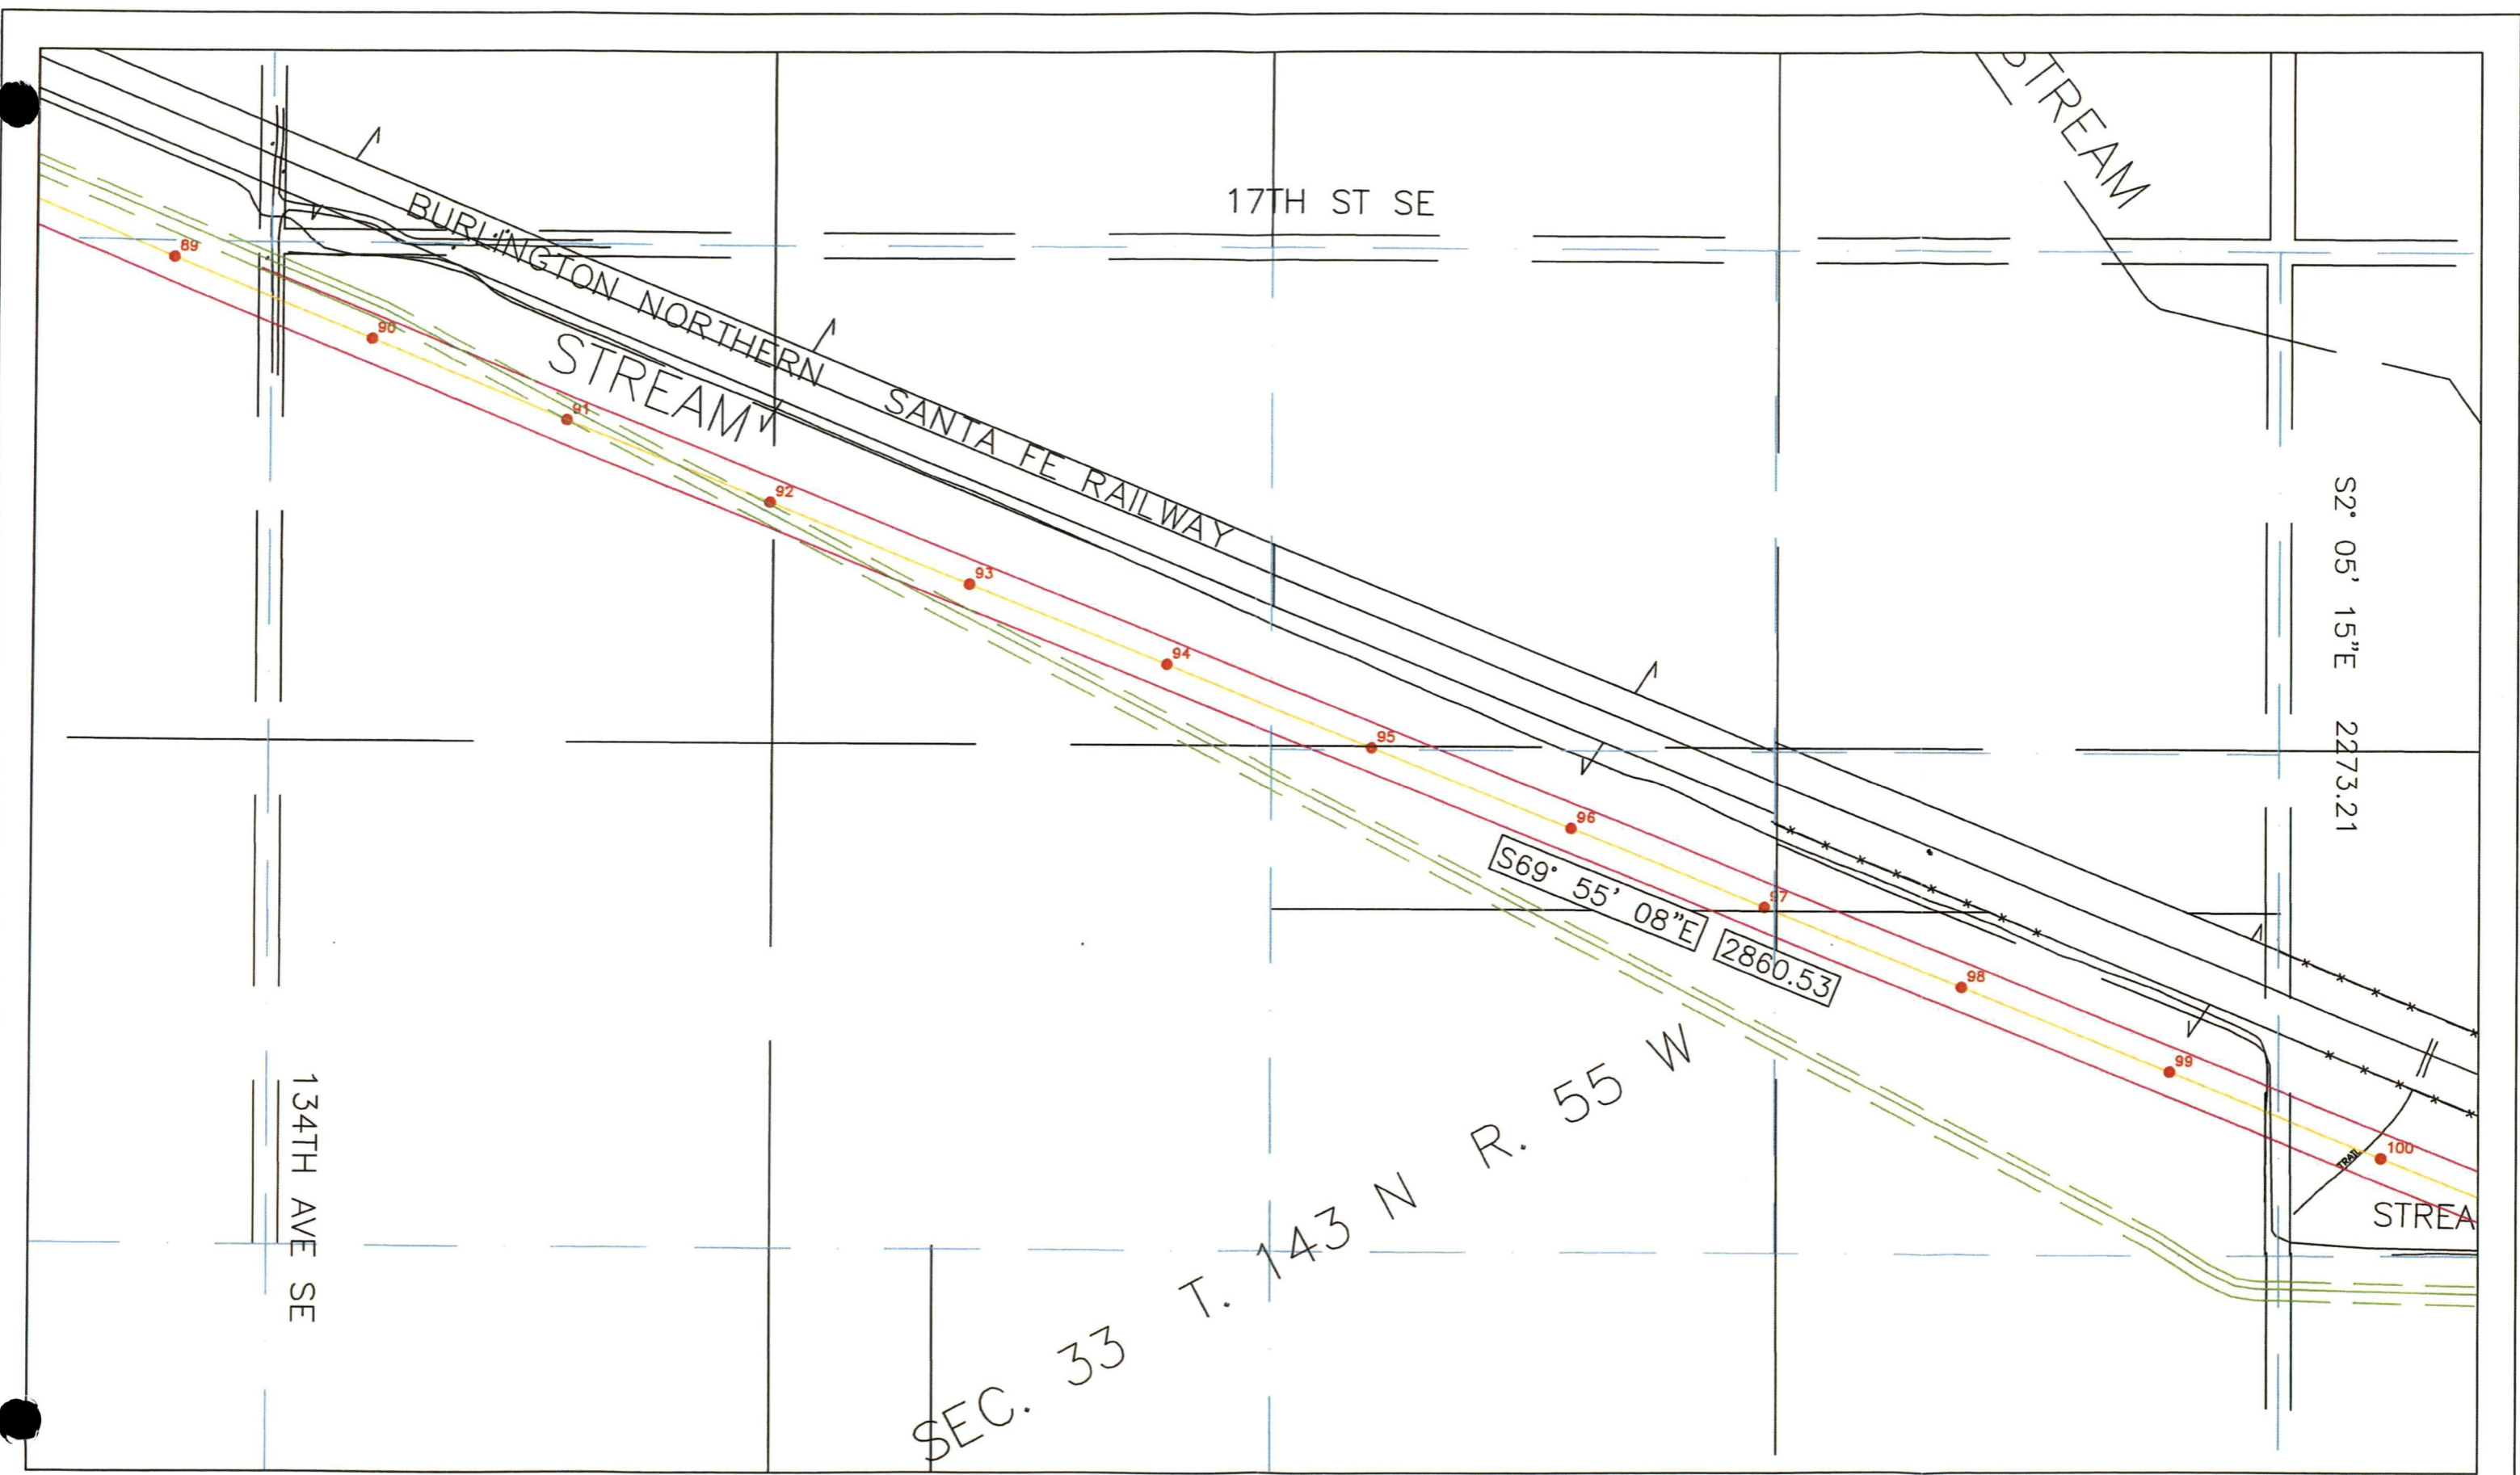 STREAM
17TH ST SE
89
BURLINGTON NORTHERN SANTA FE RAILWAY
90
STREAM
91
92
S2° 05' 15"E 2273.21
93
94
95
96
S69° 55' 08"E 2860.53
97
98
99
100
TRAIL
STREA
134TH AVE SE
SEC. 33 T. 143 N R. 55 W